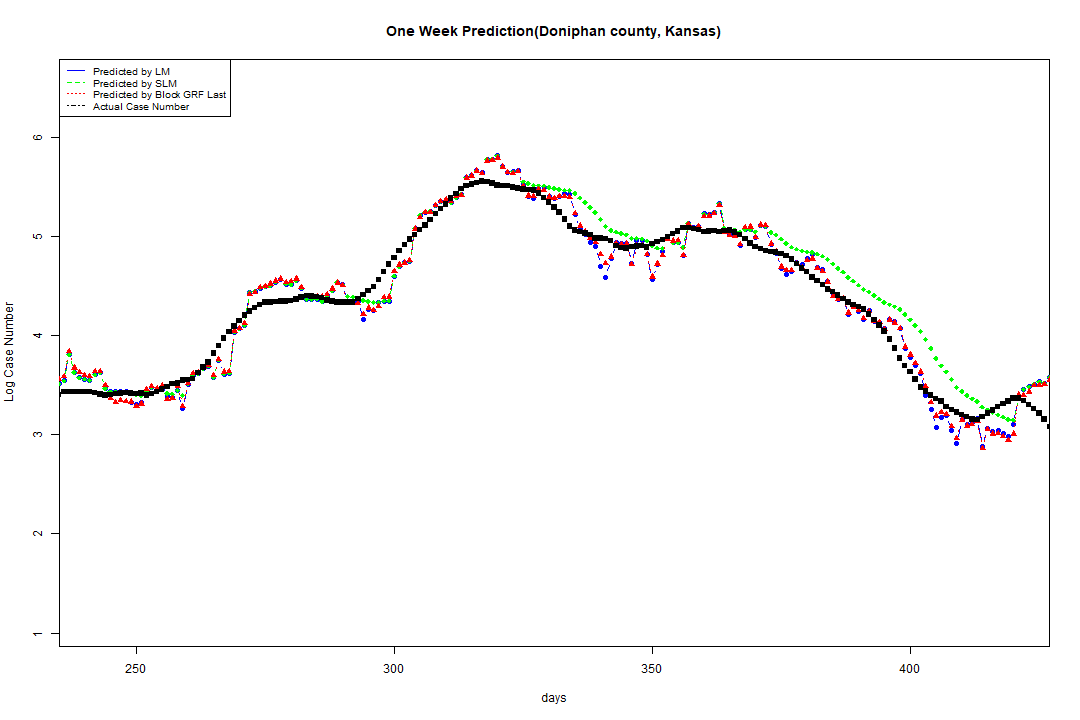 One Week Prediction(Doniphan county, Kansas)
Predicted by LM
Predicted by SLM
Predicted by Block GRF Last
Actual Case Number
Log Case Number
6
5
4
3
2
1
250 300 350 400
days